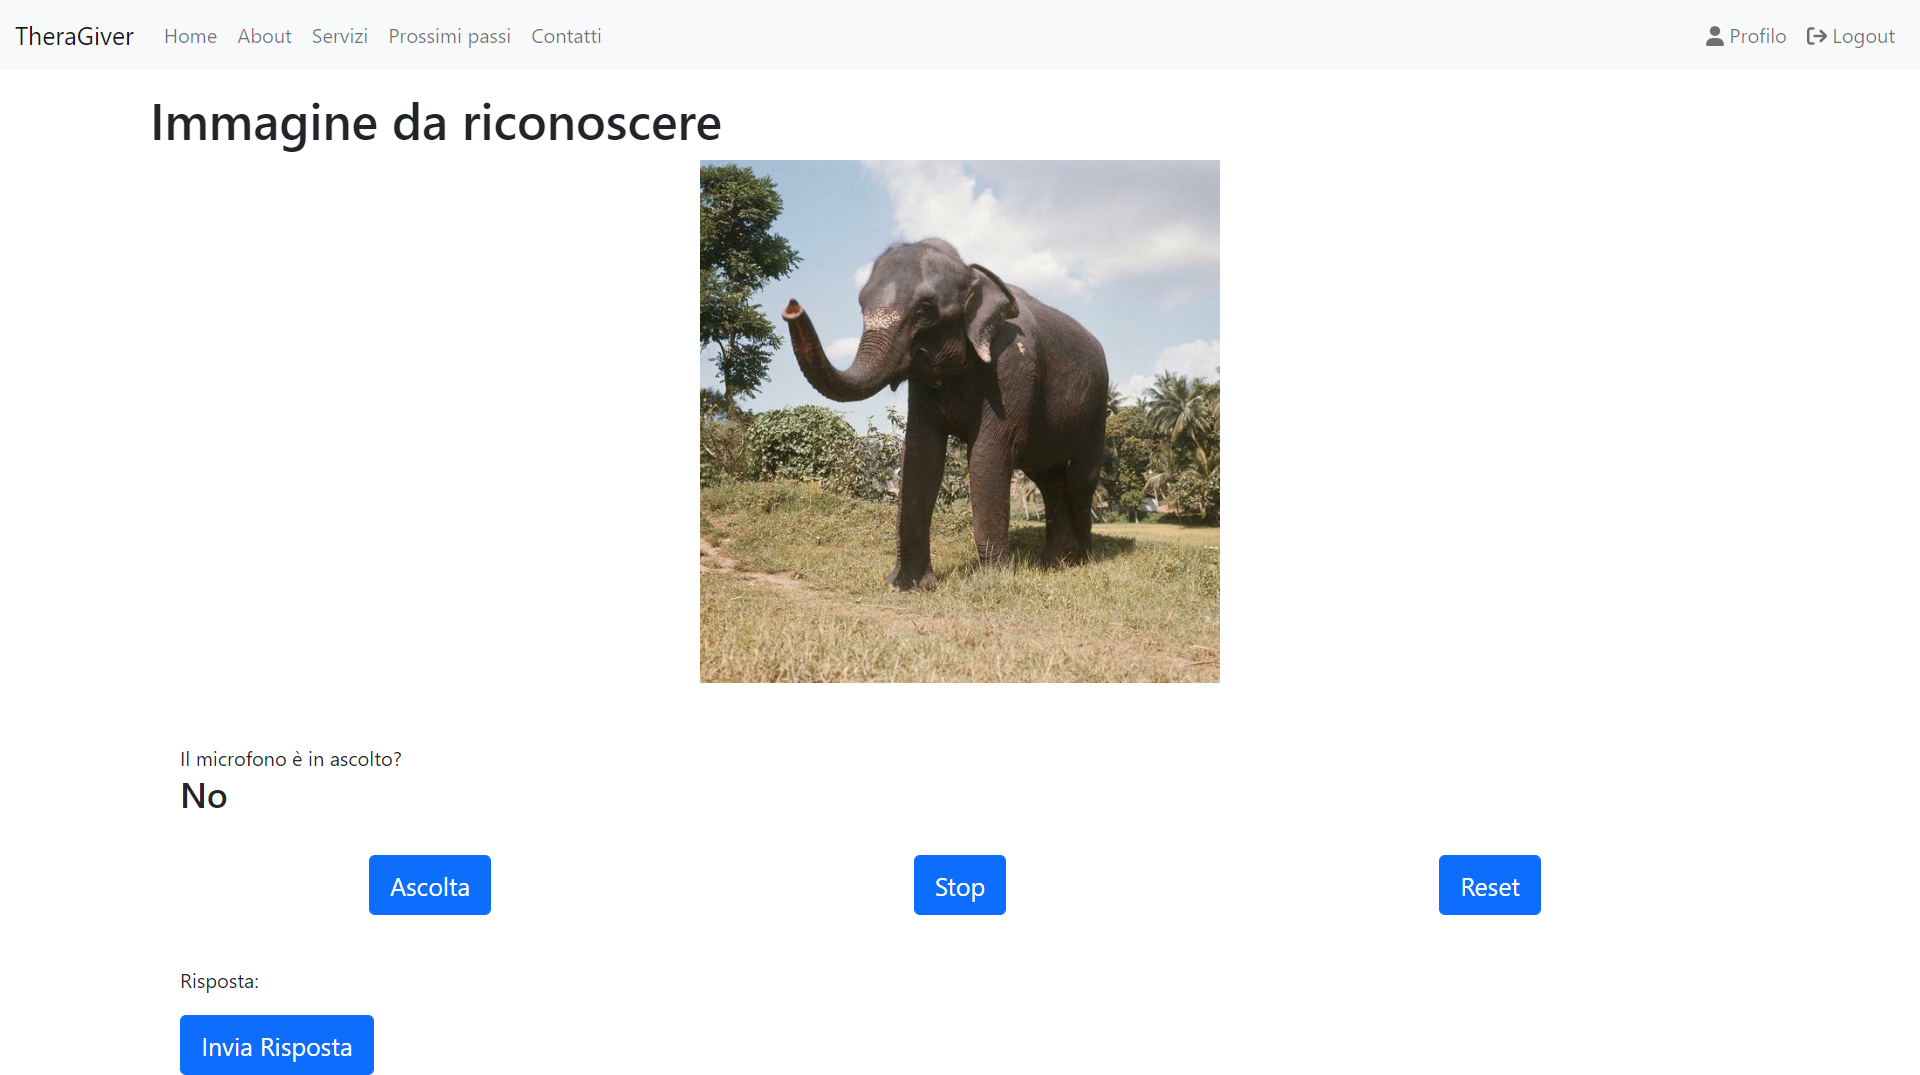 TheraGiver Home About Servizi Prossimi passi Contatti Profilo Logout
Immagine da riconoscere
Il microfono è in ascolto?
No
Ascolta Stop Reset
Risposta:
Invia Risposta